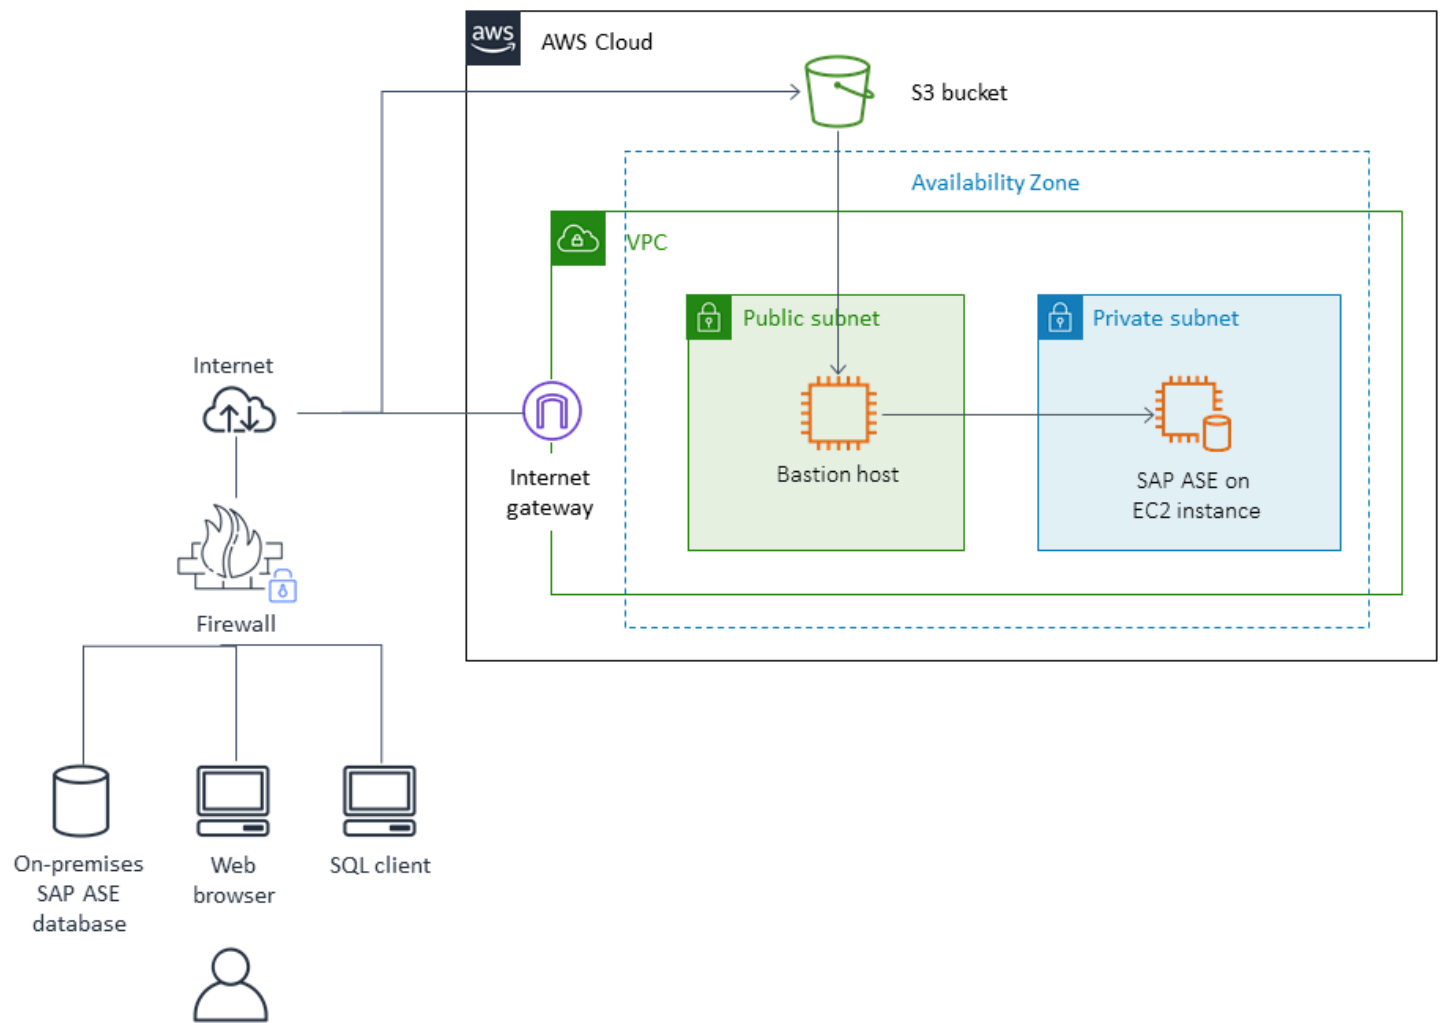 aws
AWS Cloud
S3 bucket
Availability Zone
VPC
Public subnet
Private subnet
Internet
Bastion host
Internet
gateway
SAP ASE on
EC2 instance
Firewall
On-premises
SAP ASE
database
Web
browser
SQL client